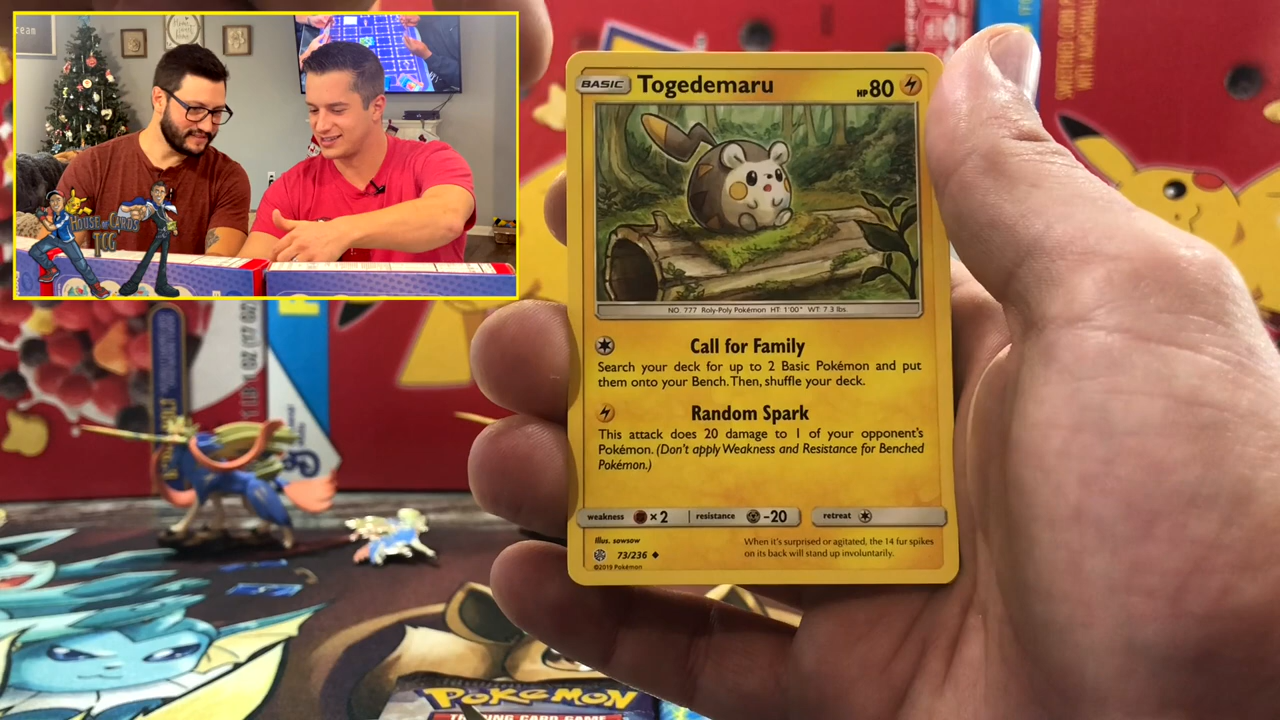 eam
HOUSE OF CARDS
TCG
BASIC Togedemaru HP 80
NO. 777 Roly-Poly Pokémon HT: 1'00" WT: 7.3 lbs.
Call for Family
Search your deck for up to 2 Basic Pokémon and put
them onto your Bench. Then, shuffle your deck.
Random Spark
This attack does 20 damage to 1 of your opponent's
Pokémon. (Don't apply Weakness and Resistance for Benched
Pokémon.)
weakness ×2 resistance -20 retreat
Illus. sowsow
73/236
©2019 Pokémon
When it's surprised or agitated, the 14 fur spikes
on its back will stand up involuntarily.
POKéMON
TRADING CARD GAME